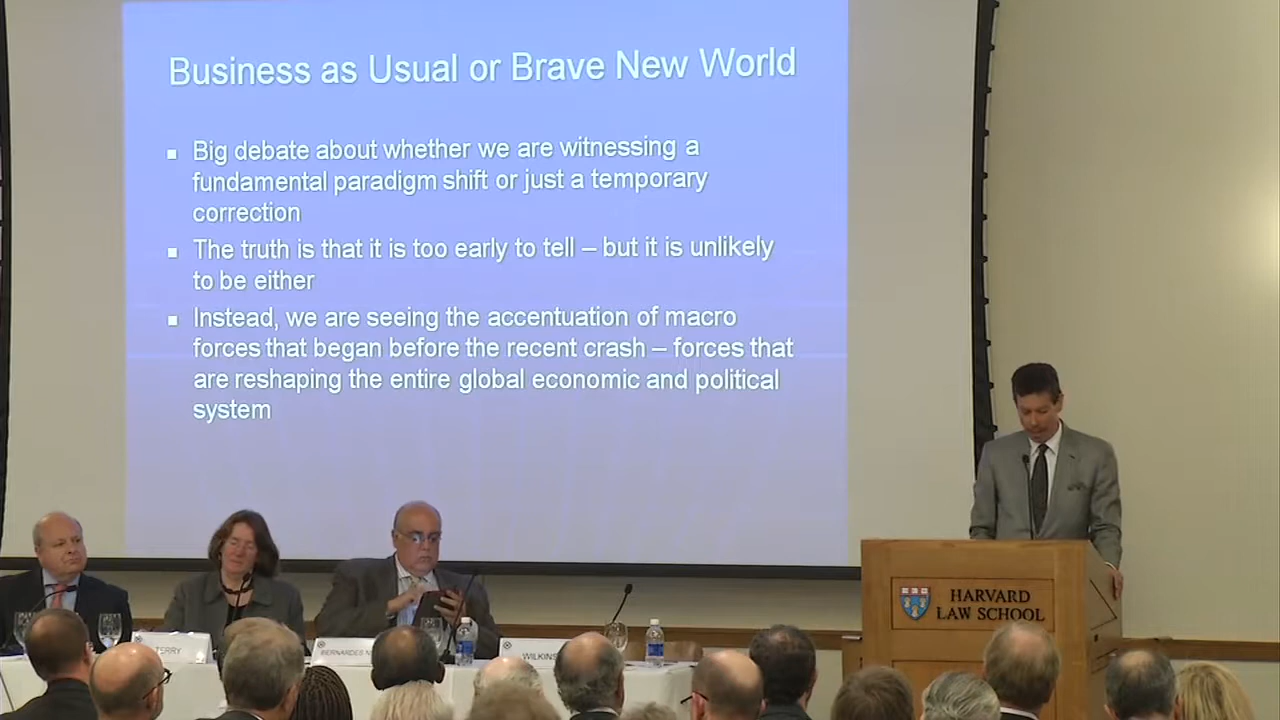 Business as Usual or Brave New World
Big debate about whether we are witnessing a
fundamental paradigm shift or just a temporary
correction
The truth is that it is too early to tell – but it is unlikely
to be either
Instead, we are seeing the accentuation of macro
forces that began before the recent crash – forces that
are reshaping the entire global economic and political
system
HARVARD
LAW SCHOOL
TERRY
BERNARDES
WILKINS